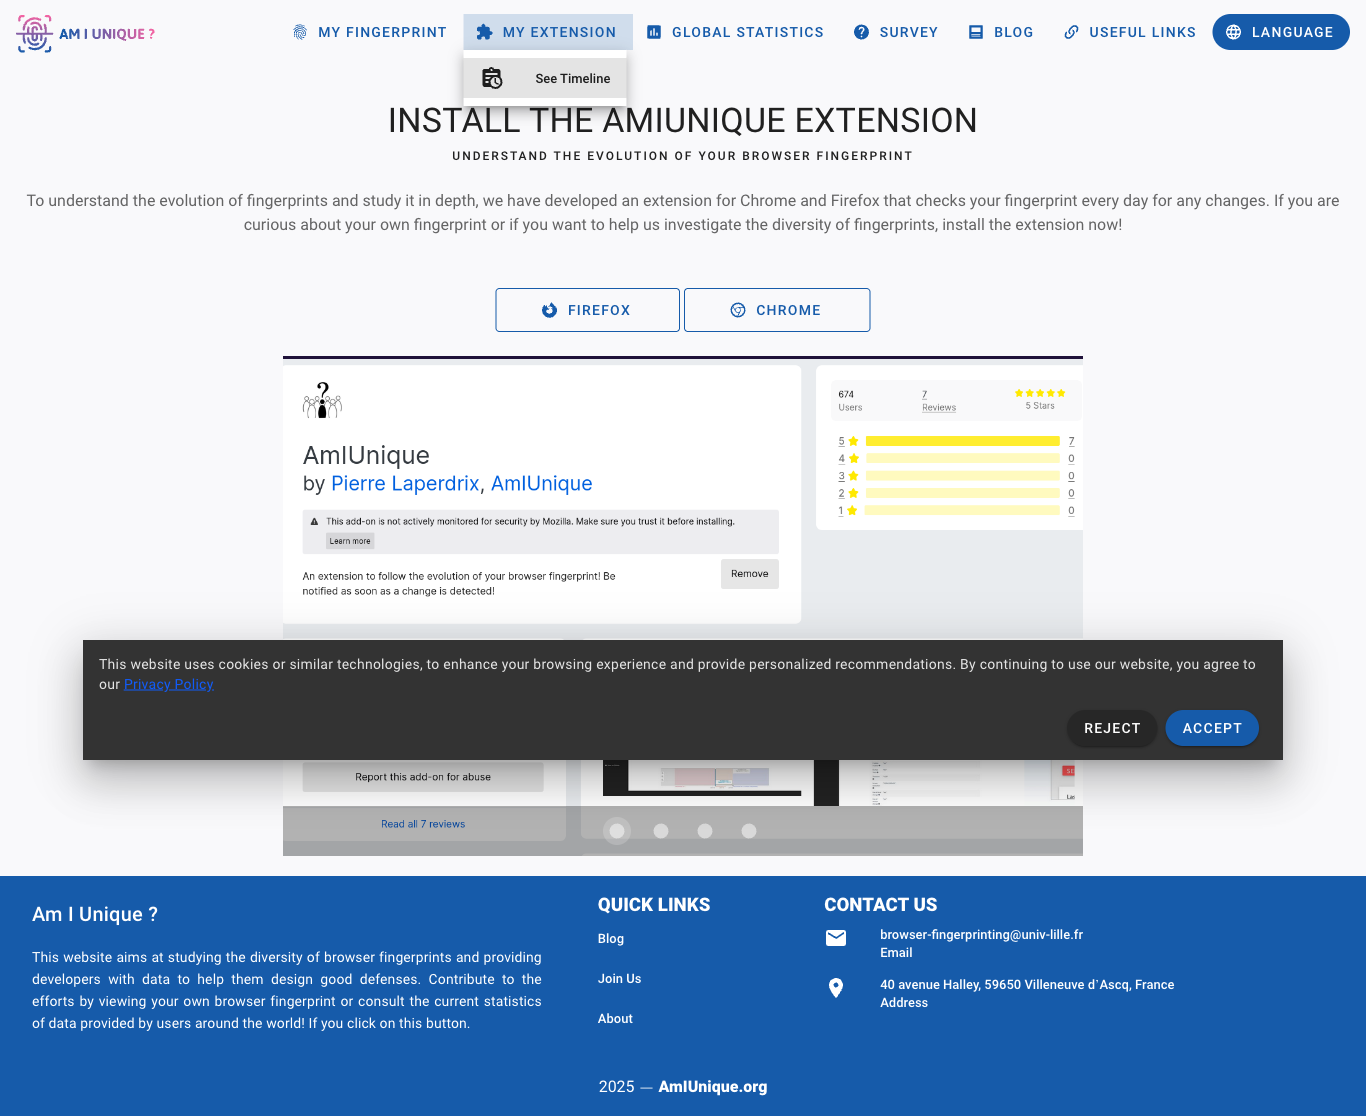 AM I UNIQUE ?
MY FINGERPRINT
MY EXTENSION
GLOBAL STATISTICS
SURVEY
BLOG
USEFUL LINKS
LANGUAGE
See Timeline
INSTALL THE AMIUNIQUE EXTENSION
UNDERSTAND THE EVOLUTION OF YOUR BROWSER FINGERPRINT
To understand the evolution of fingerprints and study it in depth, we have developed an extension for Chrome and Firefox that checks your fingerprint every day for any changes. If you are
curious about your own fingerprint or if you want to help us investigate the diversity of fingerprints, install the extension now!
FIREFOX
CHROME
AmIUnique
by Pierre Laperdrix, AmIUnique
This add-on is not actively monitored for security by Mozilla. Make sure you trust it before installing.
Learn more
An extension to follow the evolution of your browser fingerprint! Be
notified as soon as a change is detected!
Remove
674
Users
7
Reviews
5 Stars
5 7
4 0
3 0
2 0
1 0
This website uses cookies or similar technologies, to enhance your browsing experience and provide personalized recommendations. By continuing to use our website, you agree to
our Privacy Policy
REJECT
ACCEPT
Report this add-on for abuse
Read all 7 reviews
Am I Unique ?
This website aims at studying the diversity of browser fingerprints and providing
developers with data to help them design good defenses. Contribute to the
efforts by viewing your own browser fingerprint or consult the current statistics
of data provided by users around the world! If you click on this button.
QUICK LINKS
Blog
Join Us
About
CONTACT US
browser-fingerprinting@univ-lille.fr
Email
40 avenue Halley, 59650 Villeneuve d`Ascq, France
Address
2025 — AmIUnique.org